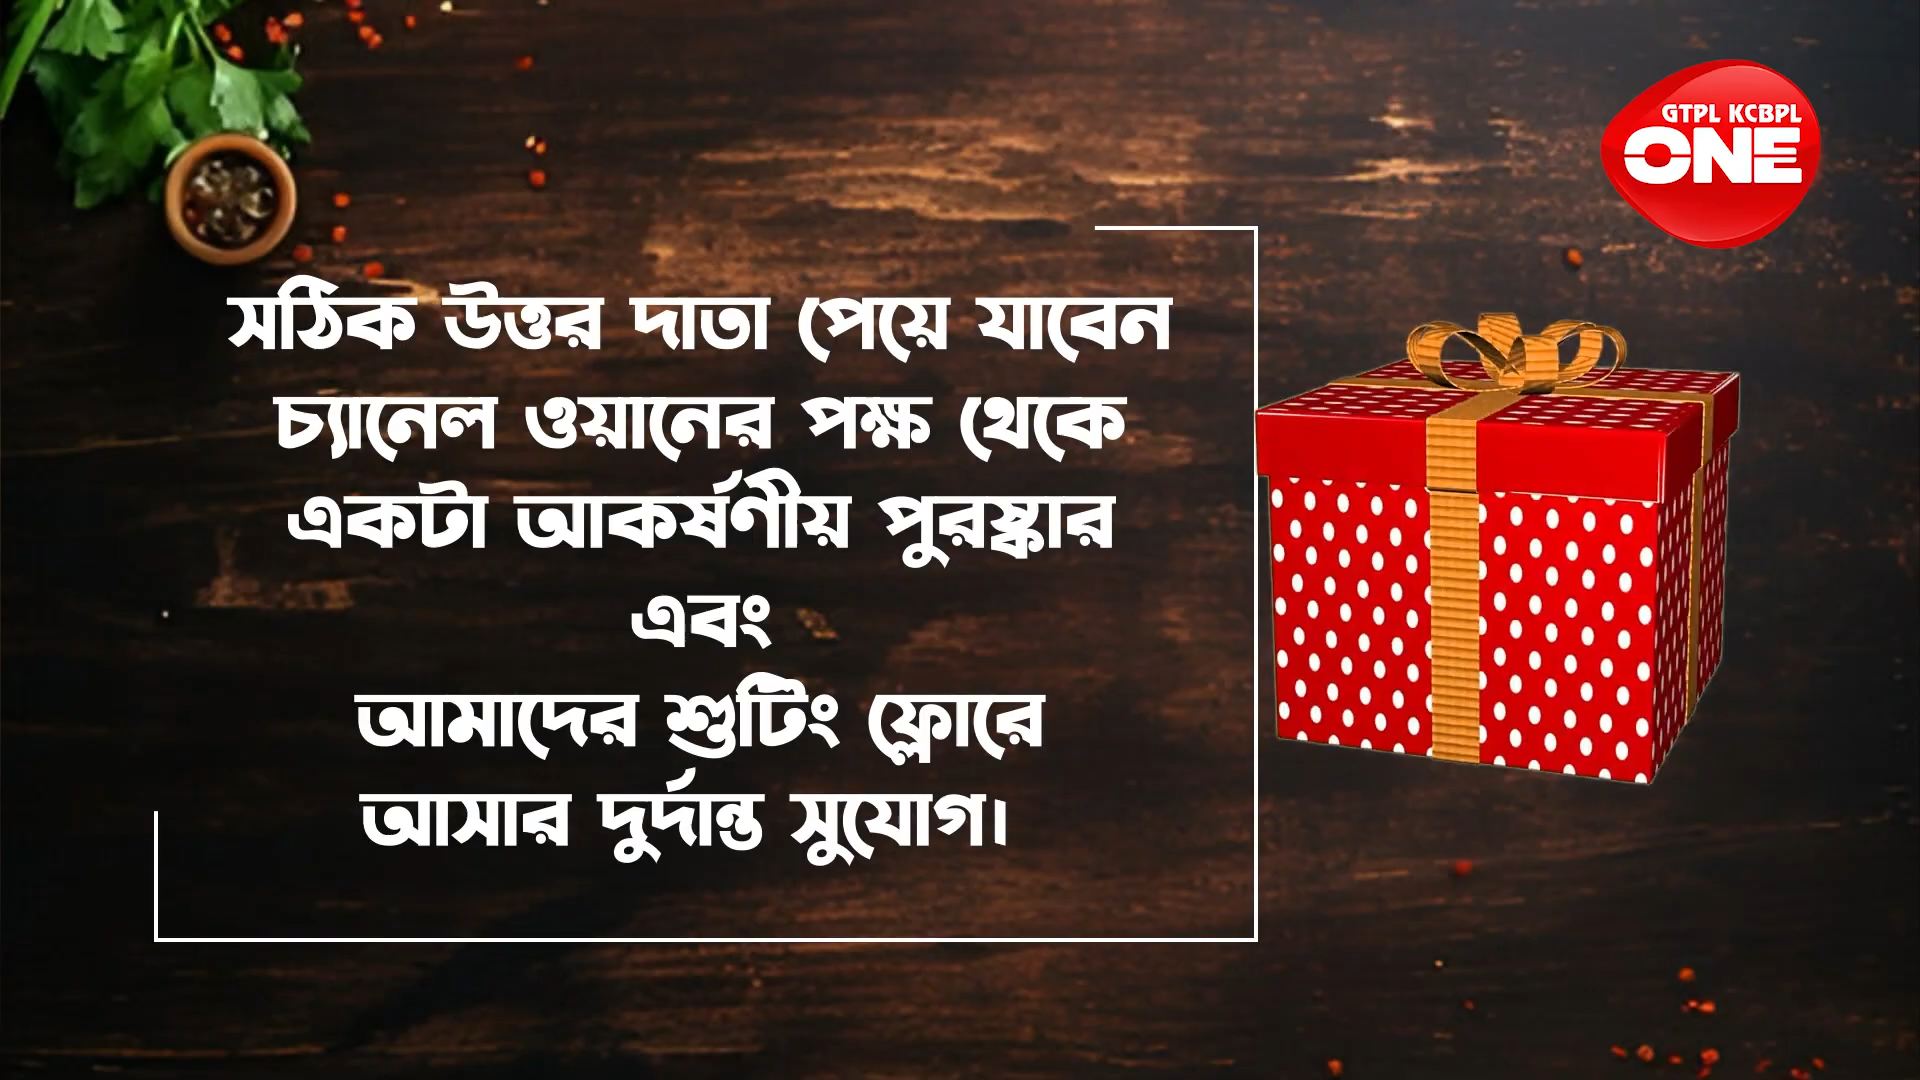 GTPL KCBPL
ONE
সঠিক উত্তর দাতা পেয়ে যাবেন
চ্যানেল ওয়ানের পক্ষ থেকে
একটা আকর্ষণীয় পুরস্কার
এবং
আমাদের শুটিং ফ্লোরে
আসার দুর্দান্ত সুযোগ।